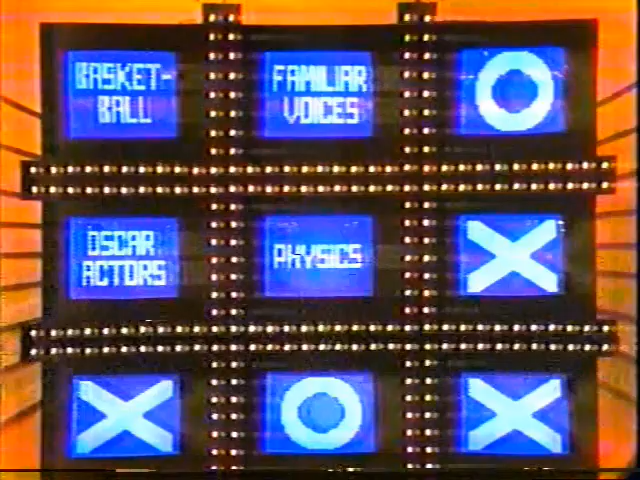 BASKET-
BALL
FAMILIAR
VOICES
O
OSCAR
ACTORS
PHYSICS
X
X
O
X